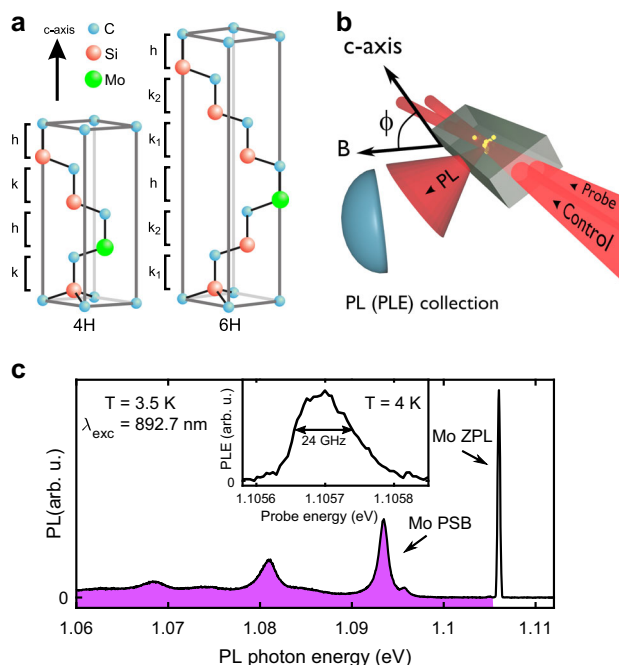 a
c-axis
C
Si
Mo
h
k
h
k
4H
h
k2
k1
h
k2
k1
6H
b
c-axis
ϕ
B
PL
Probe
Control
PL (PLE) collection
c
T = 3.5 K
λexc = 892.7 nm
PL(arb. u.)
0
PLE (arb. u.)
0
T = 4 K
24 GHz
1.1056 1.1057 1.1058
Probe energy (eV)
Mo ZPL
Mo PSB
1.06 1.07 1.08 1.09 1.10 1.11
PL photon energy (eV)